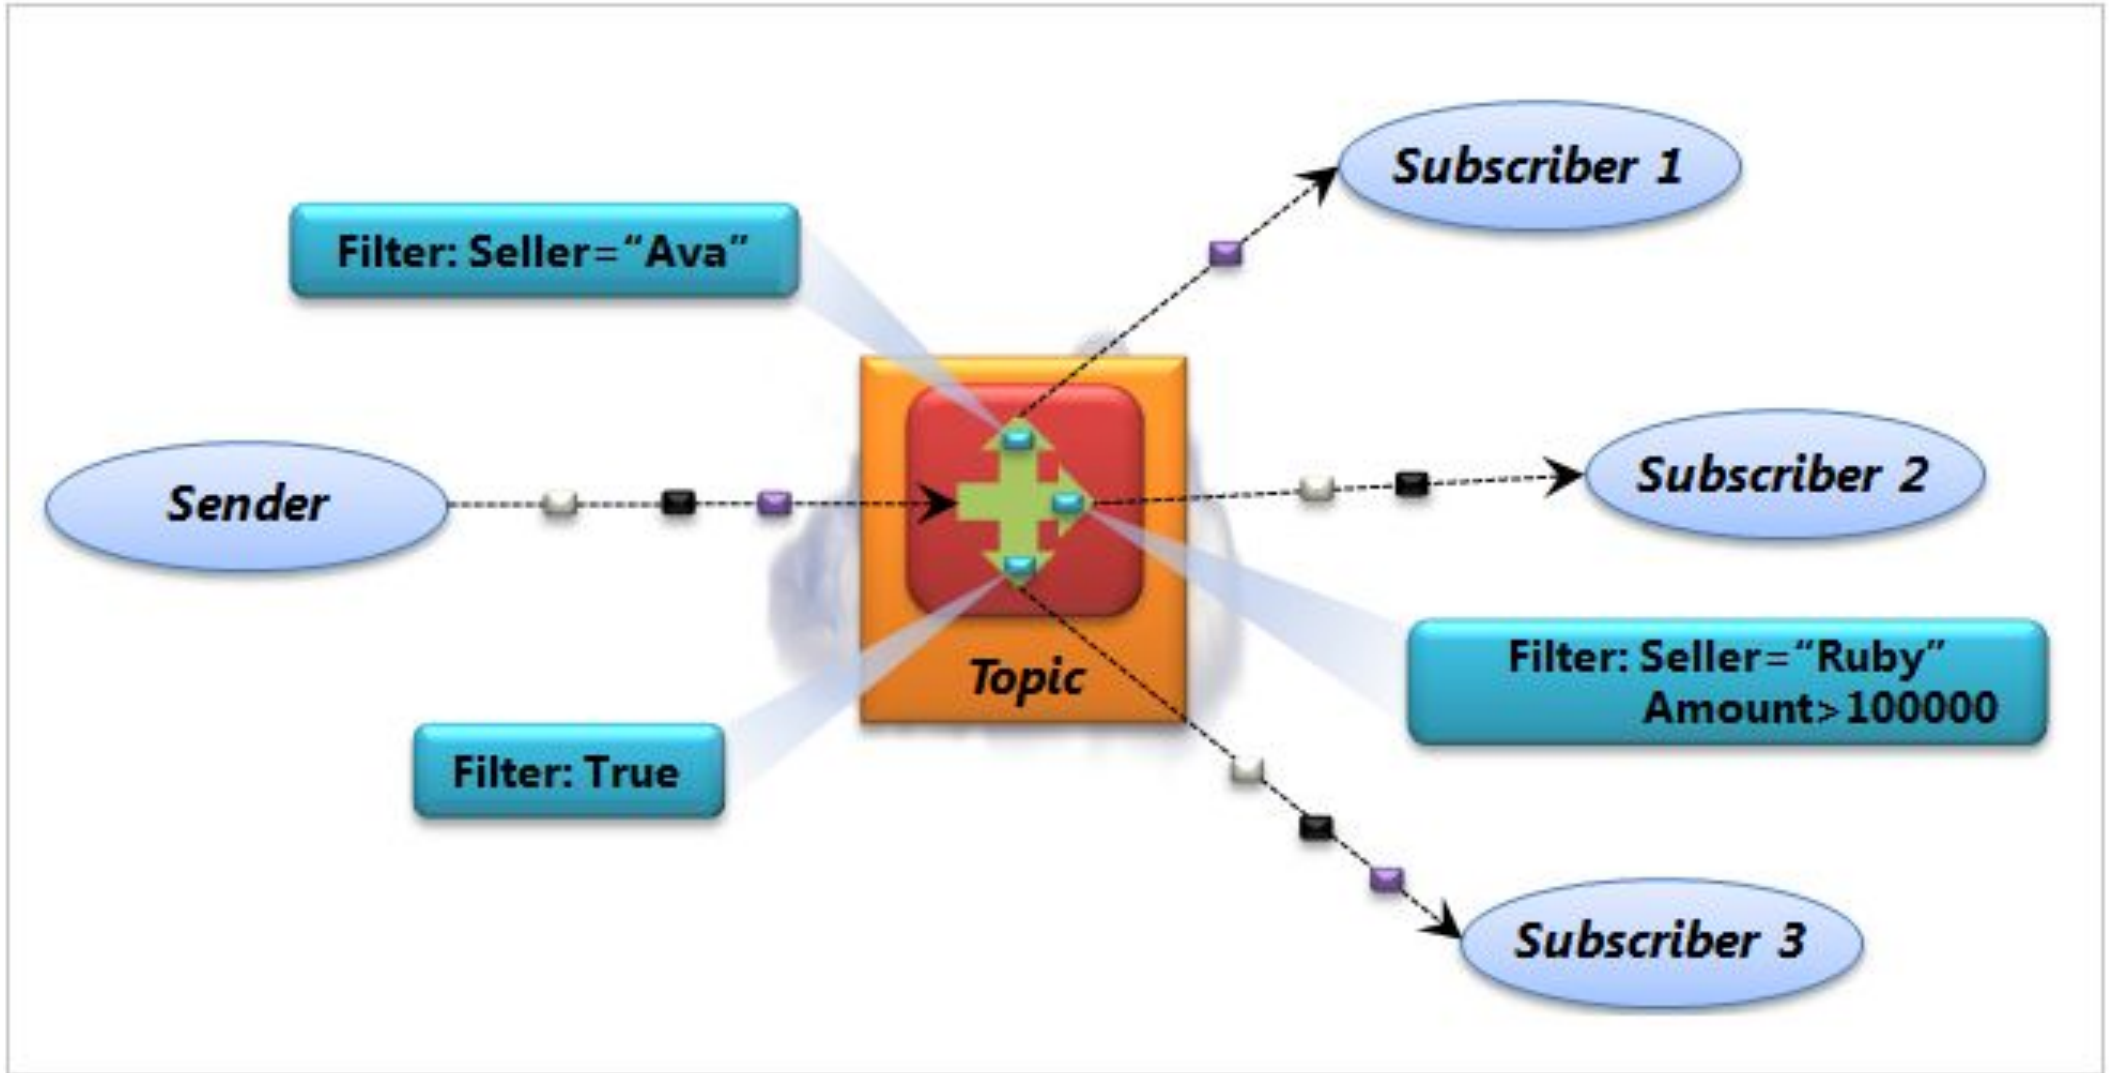 Subscriber 1
Filter: Seller=“Ava”
Sender
Subscriber 2
Topic
Filter: Seller=“Ruby”
Amount>100000
Filter: True
Subscriber 3